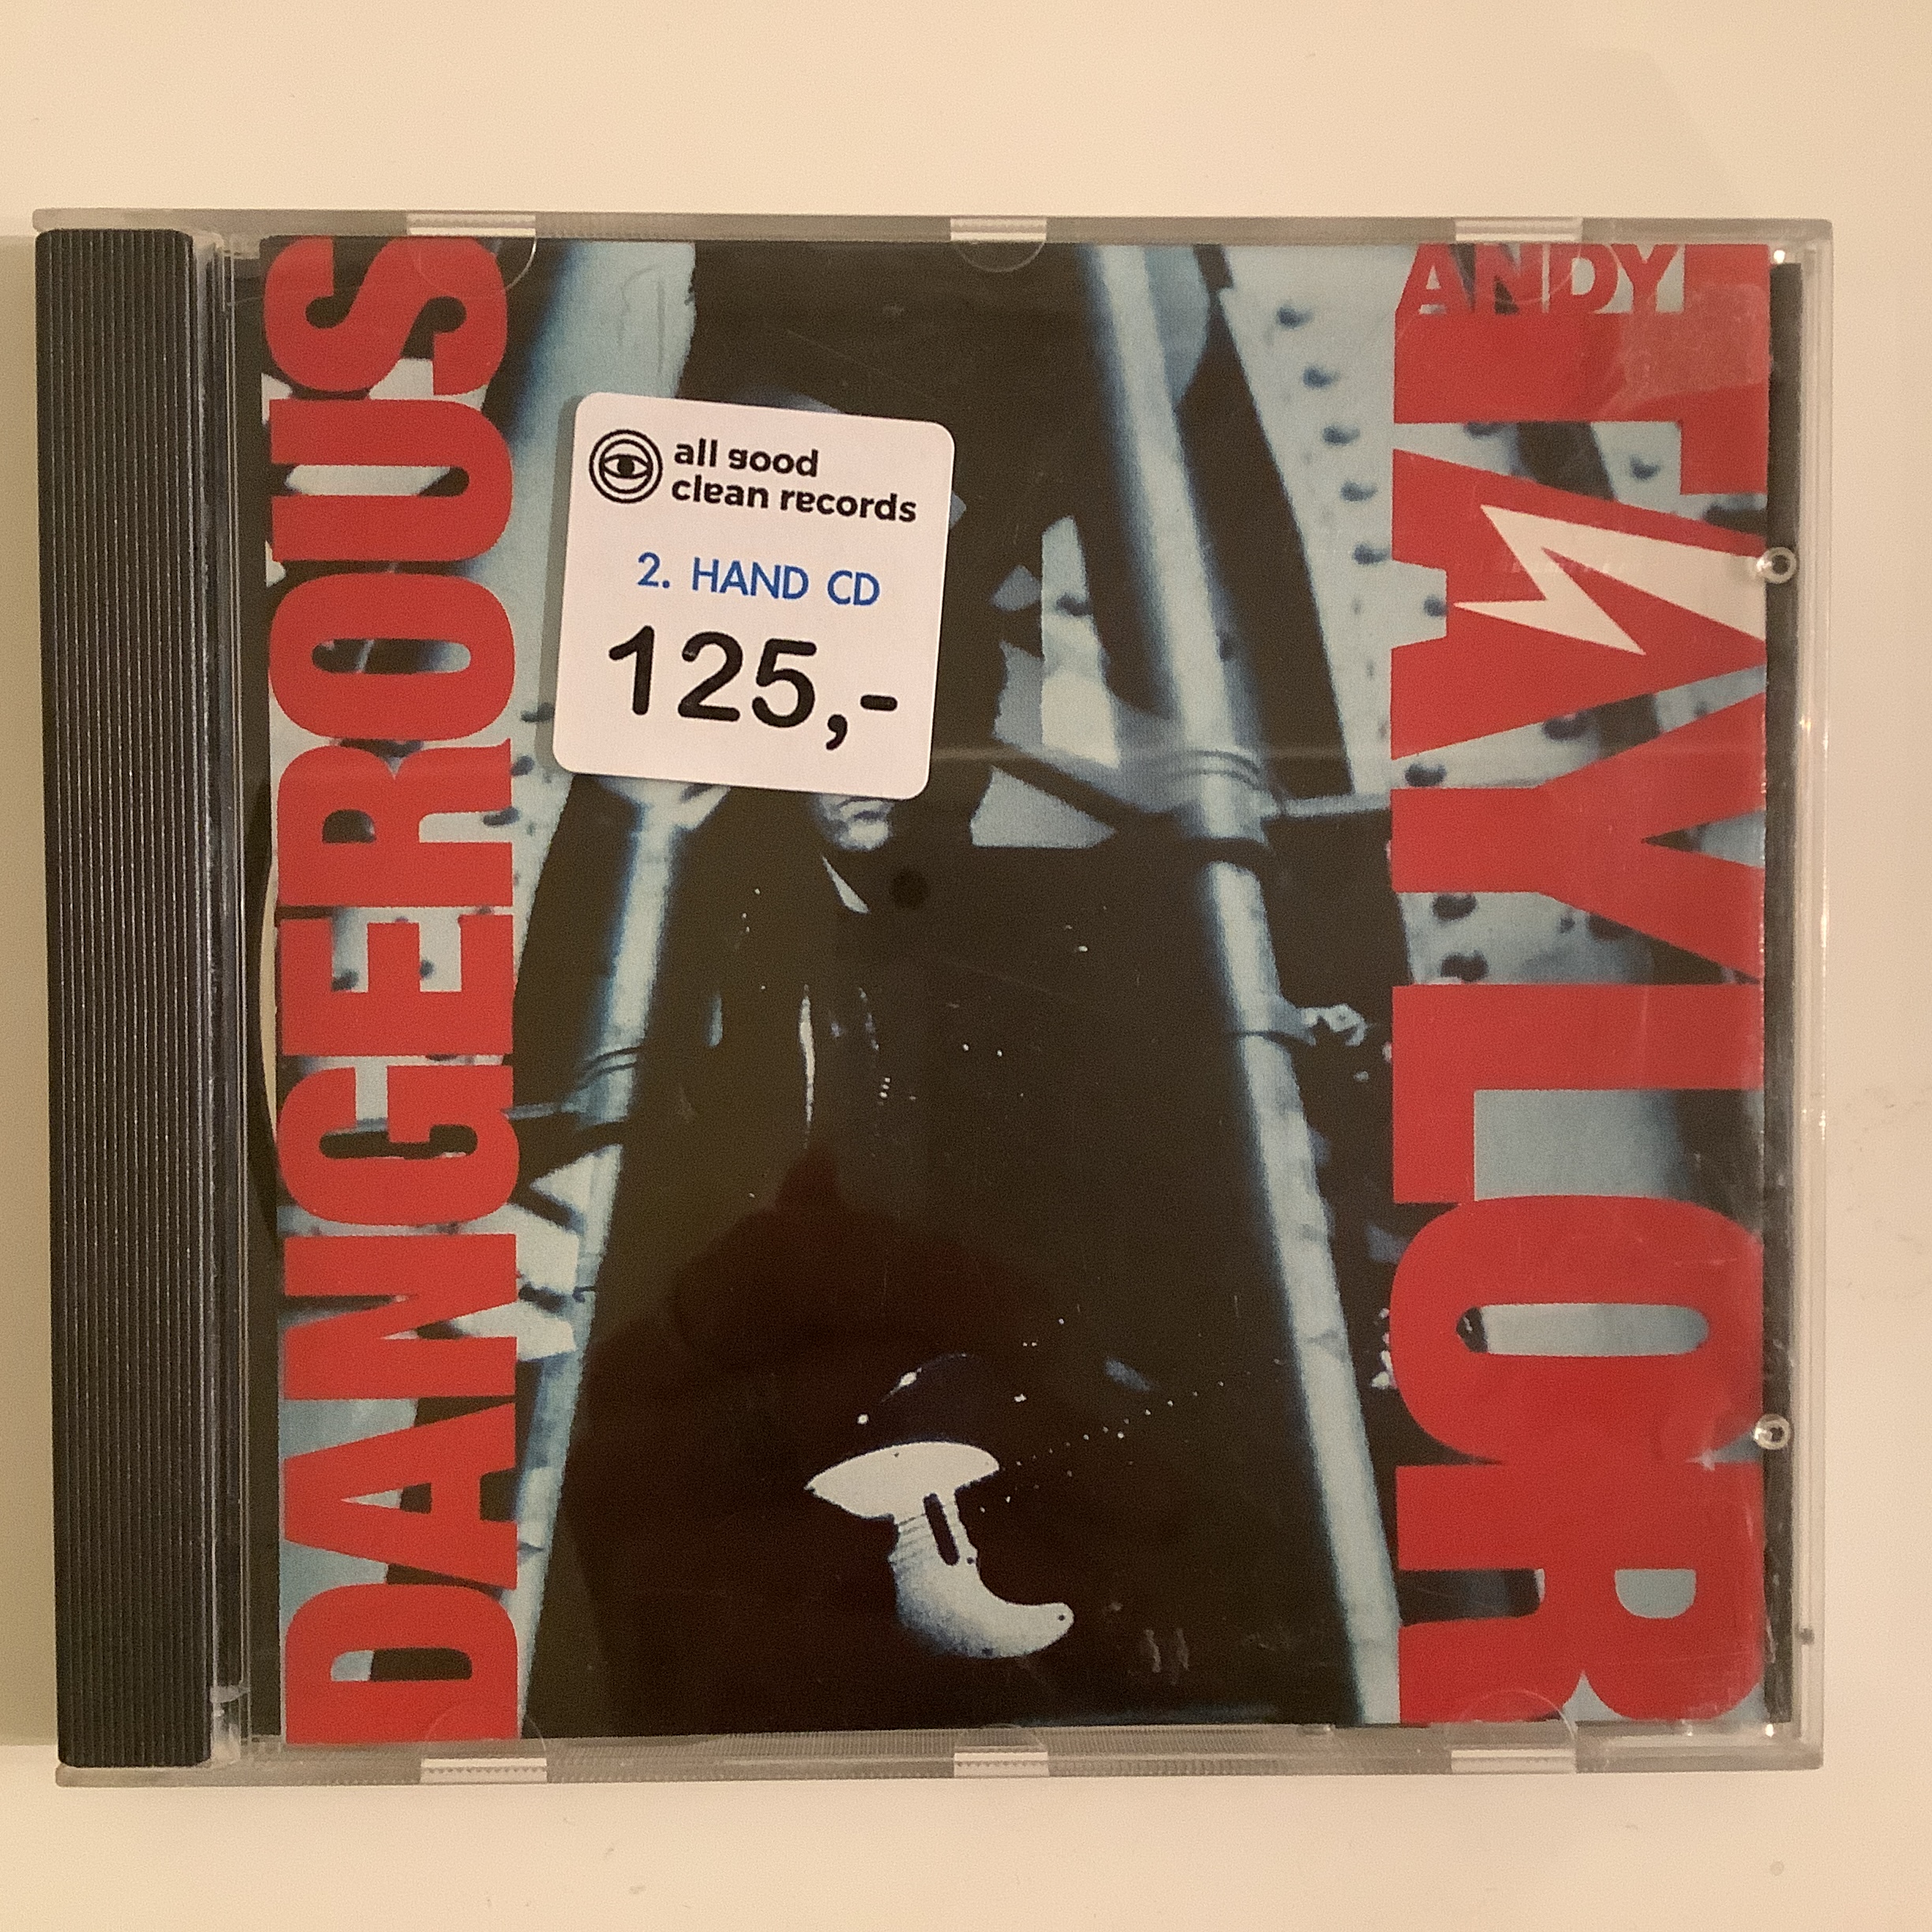 DANGEROUS
all good
clean records
2. HAND CD
125,-
ANDY
TAYLOR